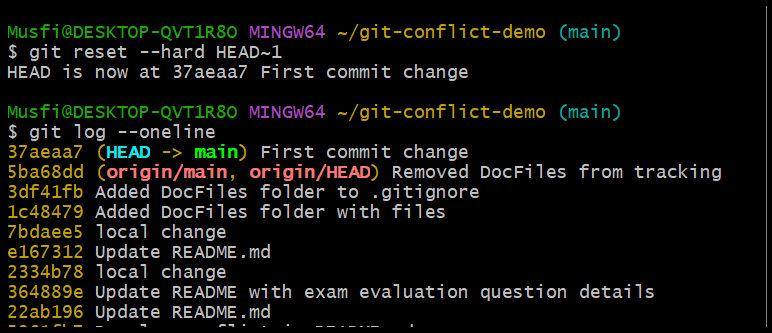 Musfi@DESKTOP-QVT1R8O MINGW64 ~/git-conflict-demo (main)
$ git reset --hard HEAD~1
HEAD is now at 37aeaa7 First commit change
Musfi@DESKTOP-QVT1R8O MINGW64 ~/git-conflict-demo (main)
$ git log --oneline
37aeaa7 (HEAD -> main) First commit change
5ba68dd (origin/main, origin/HEAD) Removed DocFiles from tracking
3df41fb Added DocFiles folder to .gitignore
1c48479 Added DocFiles folder with files
7bdaee5 local change
e167312 Update README.md
2334b78 local change
364889e Update README with exam evaluation question details
22ab196 Update README.md